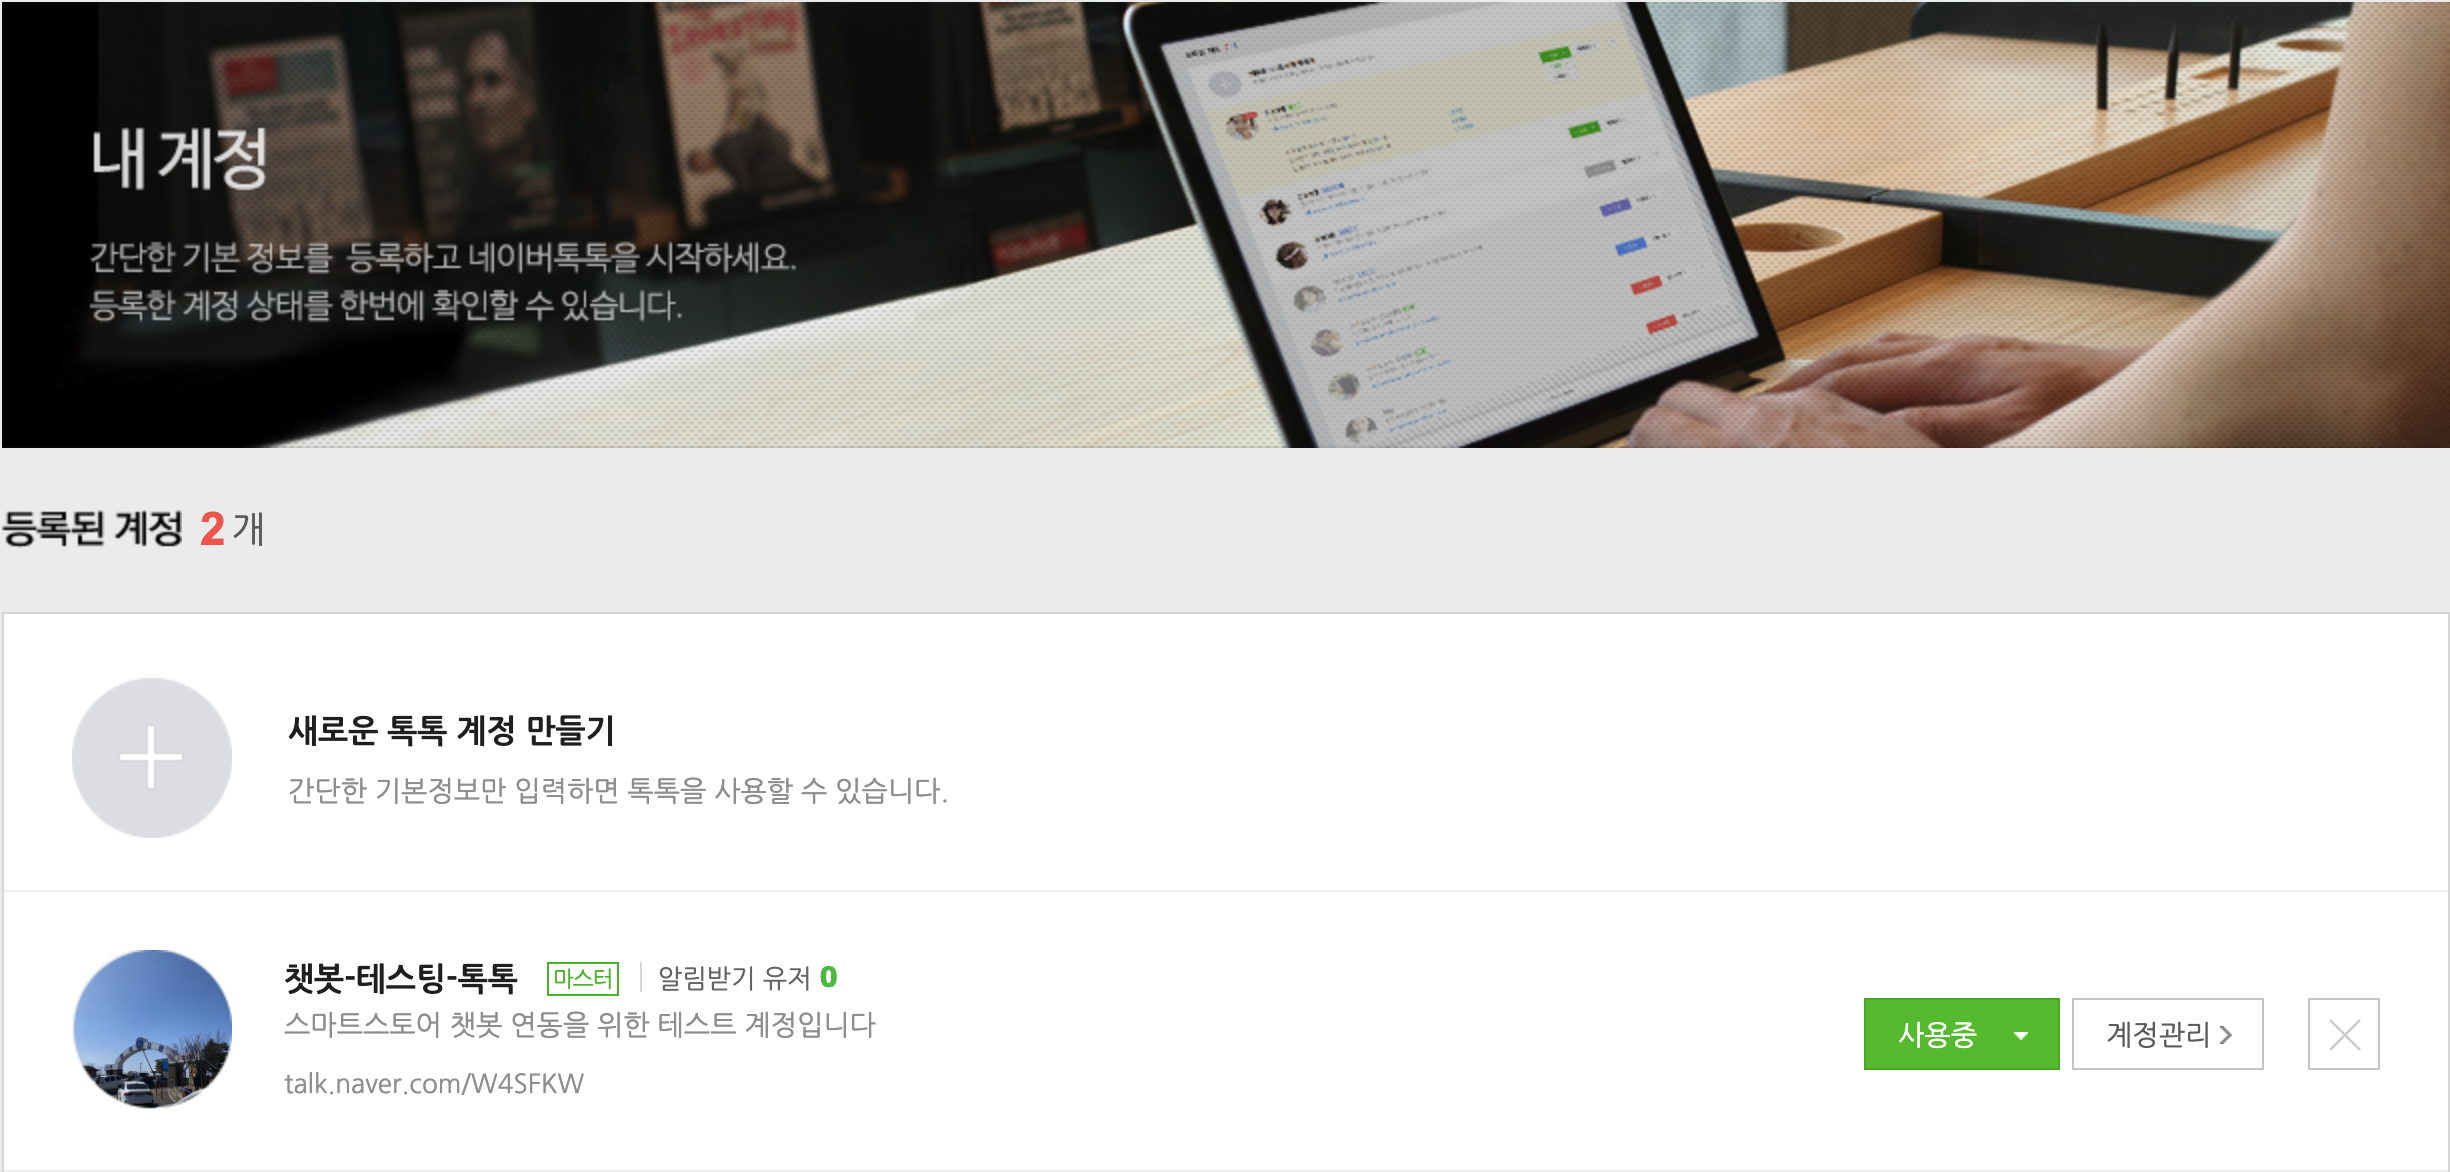 내 계정
간단한 기본 정보를 등록하고 네이버톡톡을 시작하세요.
등록한 계정 상태를 한번에 확인할 수 있습니다.
등록된 계정 2 개
새로운 톡톡 계정 만들기
간단한 기본정보만 입력하면 톡톡을 사용할 수 있습니다.
챗봇-테스팅-톡톡 마스터 알림받기 유저 0
스마트스토어 챗봇 연동을 위한 테스트 계정입니다
talk.naver.com/W4SFKW
사용중
계정관리